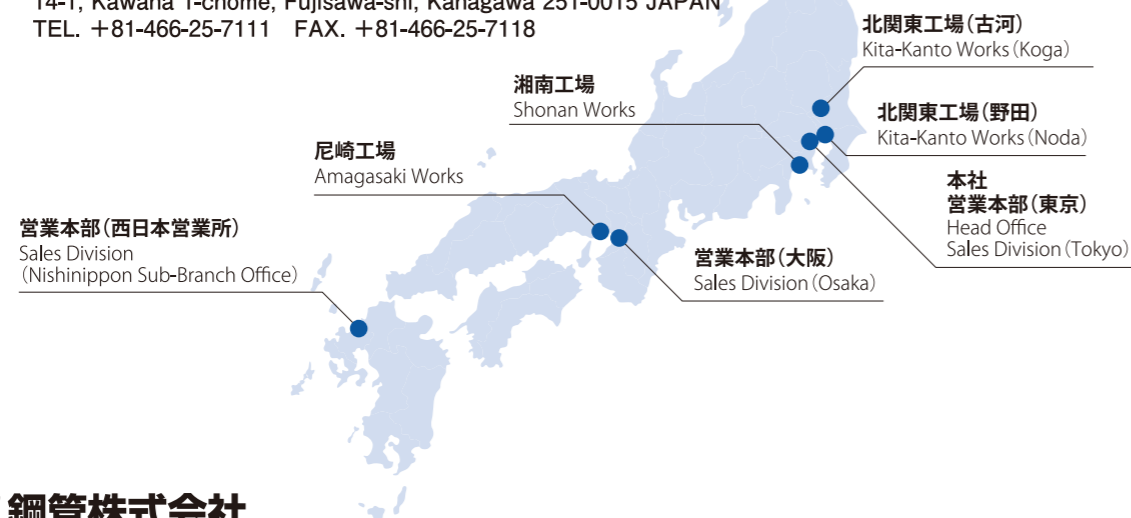 14-1, Kawana 1-chome, Fujisawa-shi, Kanagawa 251-0015 JAPAN
TEL. +81-466-25-7111 FAX. +81-466-25-7118
北関東工場(古河)
Kita-Kanto Works (Koga)
湘南工場
Shonan Works
北関東工場(野田)
Kita-Kanto Works (Noda)
尼崎工場
Amagasaki Works
本社
営業本部(東京)
Head Office
Sales Division (Tokyo)
営業本部(西日本営業所)
Sales Division
(Nishinippon Sub-Branch Office)
営業本部(大阪)
Sales Division (Osaka)
鋼管株式会社